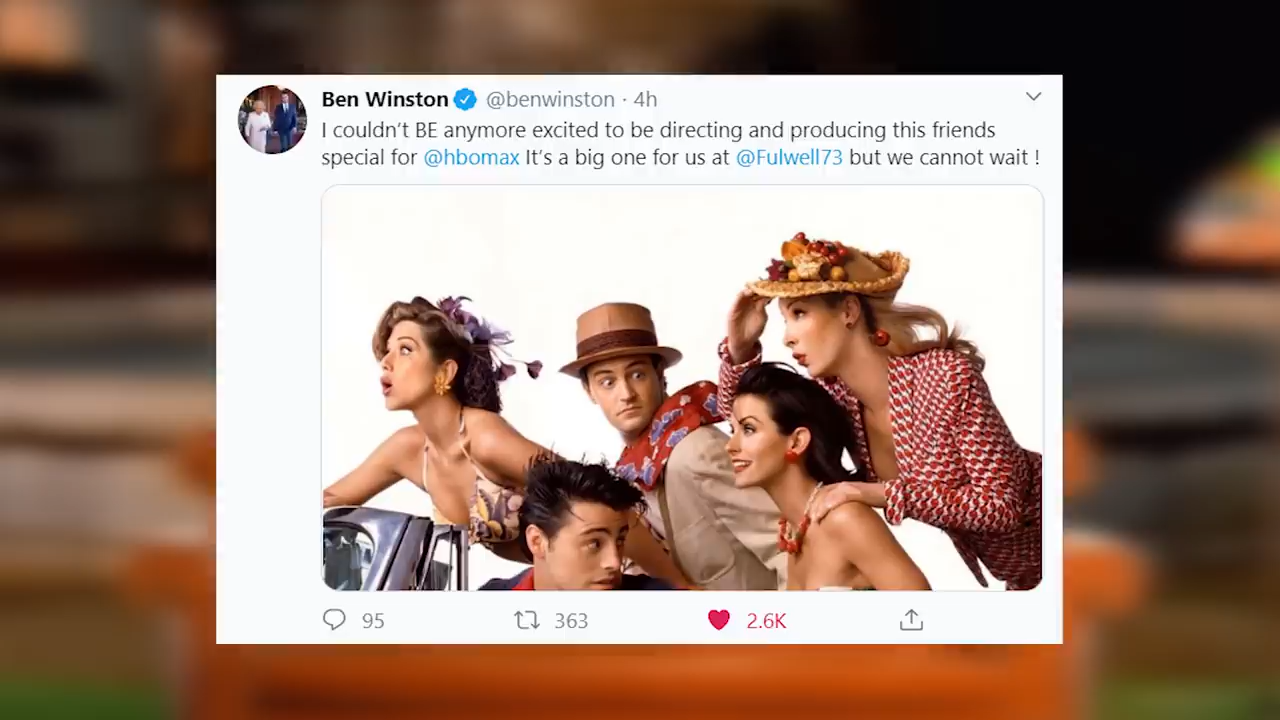 Ben Winston @benwinston · 4h
I couldn't BE anymore excited to be directing and producing this friends
special for @hbomax It's a big one for us at @Fulwell73 but we cannot wait !
95 363 2.6K